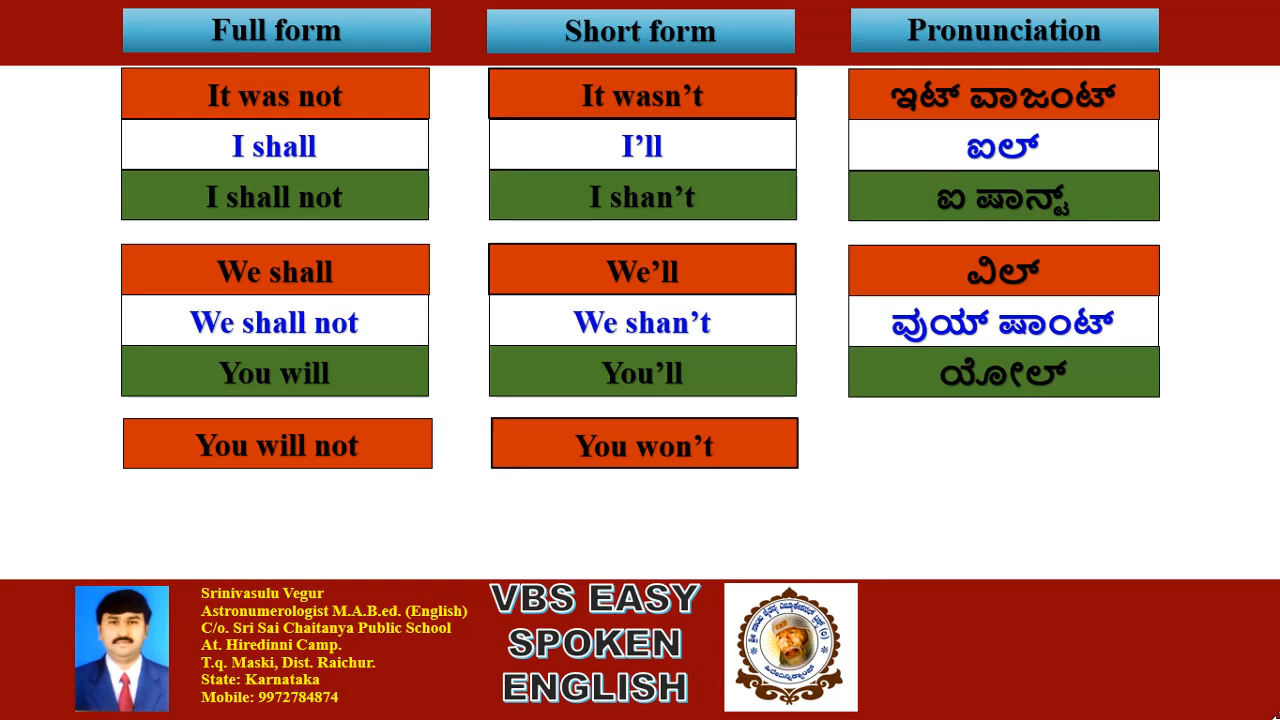 Full form Short form Pronunciation
It was not It wasn’t ಇಟ್ ವಾಜಂಟ್
I shall I’ll ಐಲ್
I shall not I shan’t ಐ ಷಾನ್ಟ್
We shall We’ll ವಿಲ್
We shall not We shan’t ವುಯ್ ಷಾಂಟ್
You will You’ll ಯೋಲ್
You will not You won’t
Srinivasulu Vegur
Astronumerologist M.A.B.ed. (English)
C/o. Sri Sai Chaitanya Public School
At. Hiredinni Camp.
T.q. Maski, Dist. Raichur.
State: Karnataka
Mobile: 9972784874
VBS EASY
SPOKEN
ENGLISH